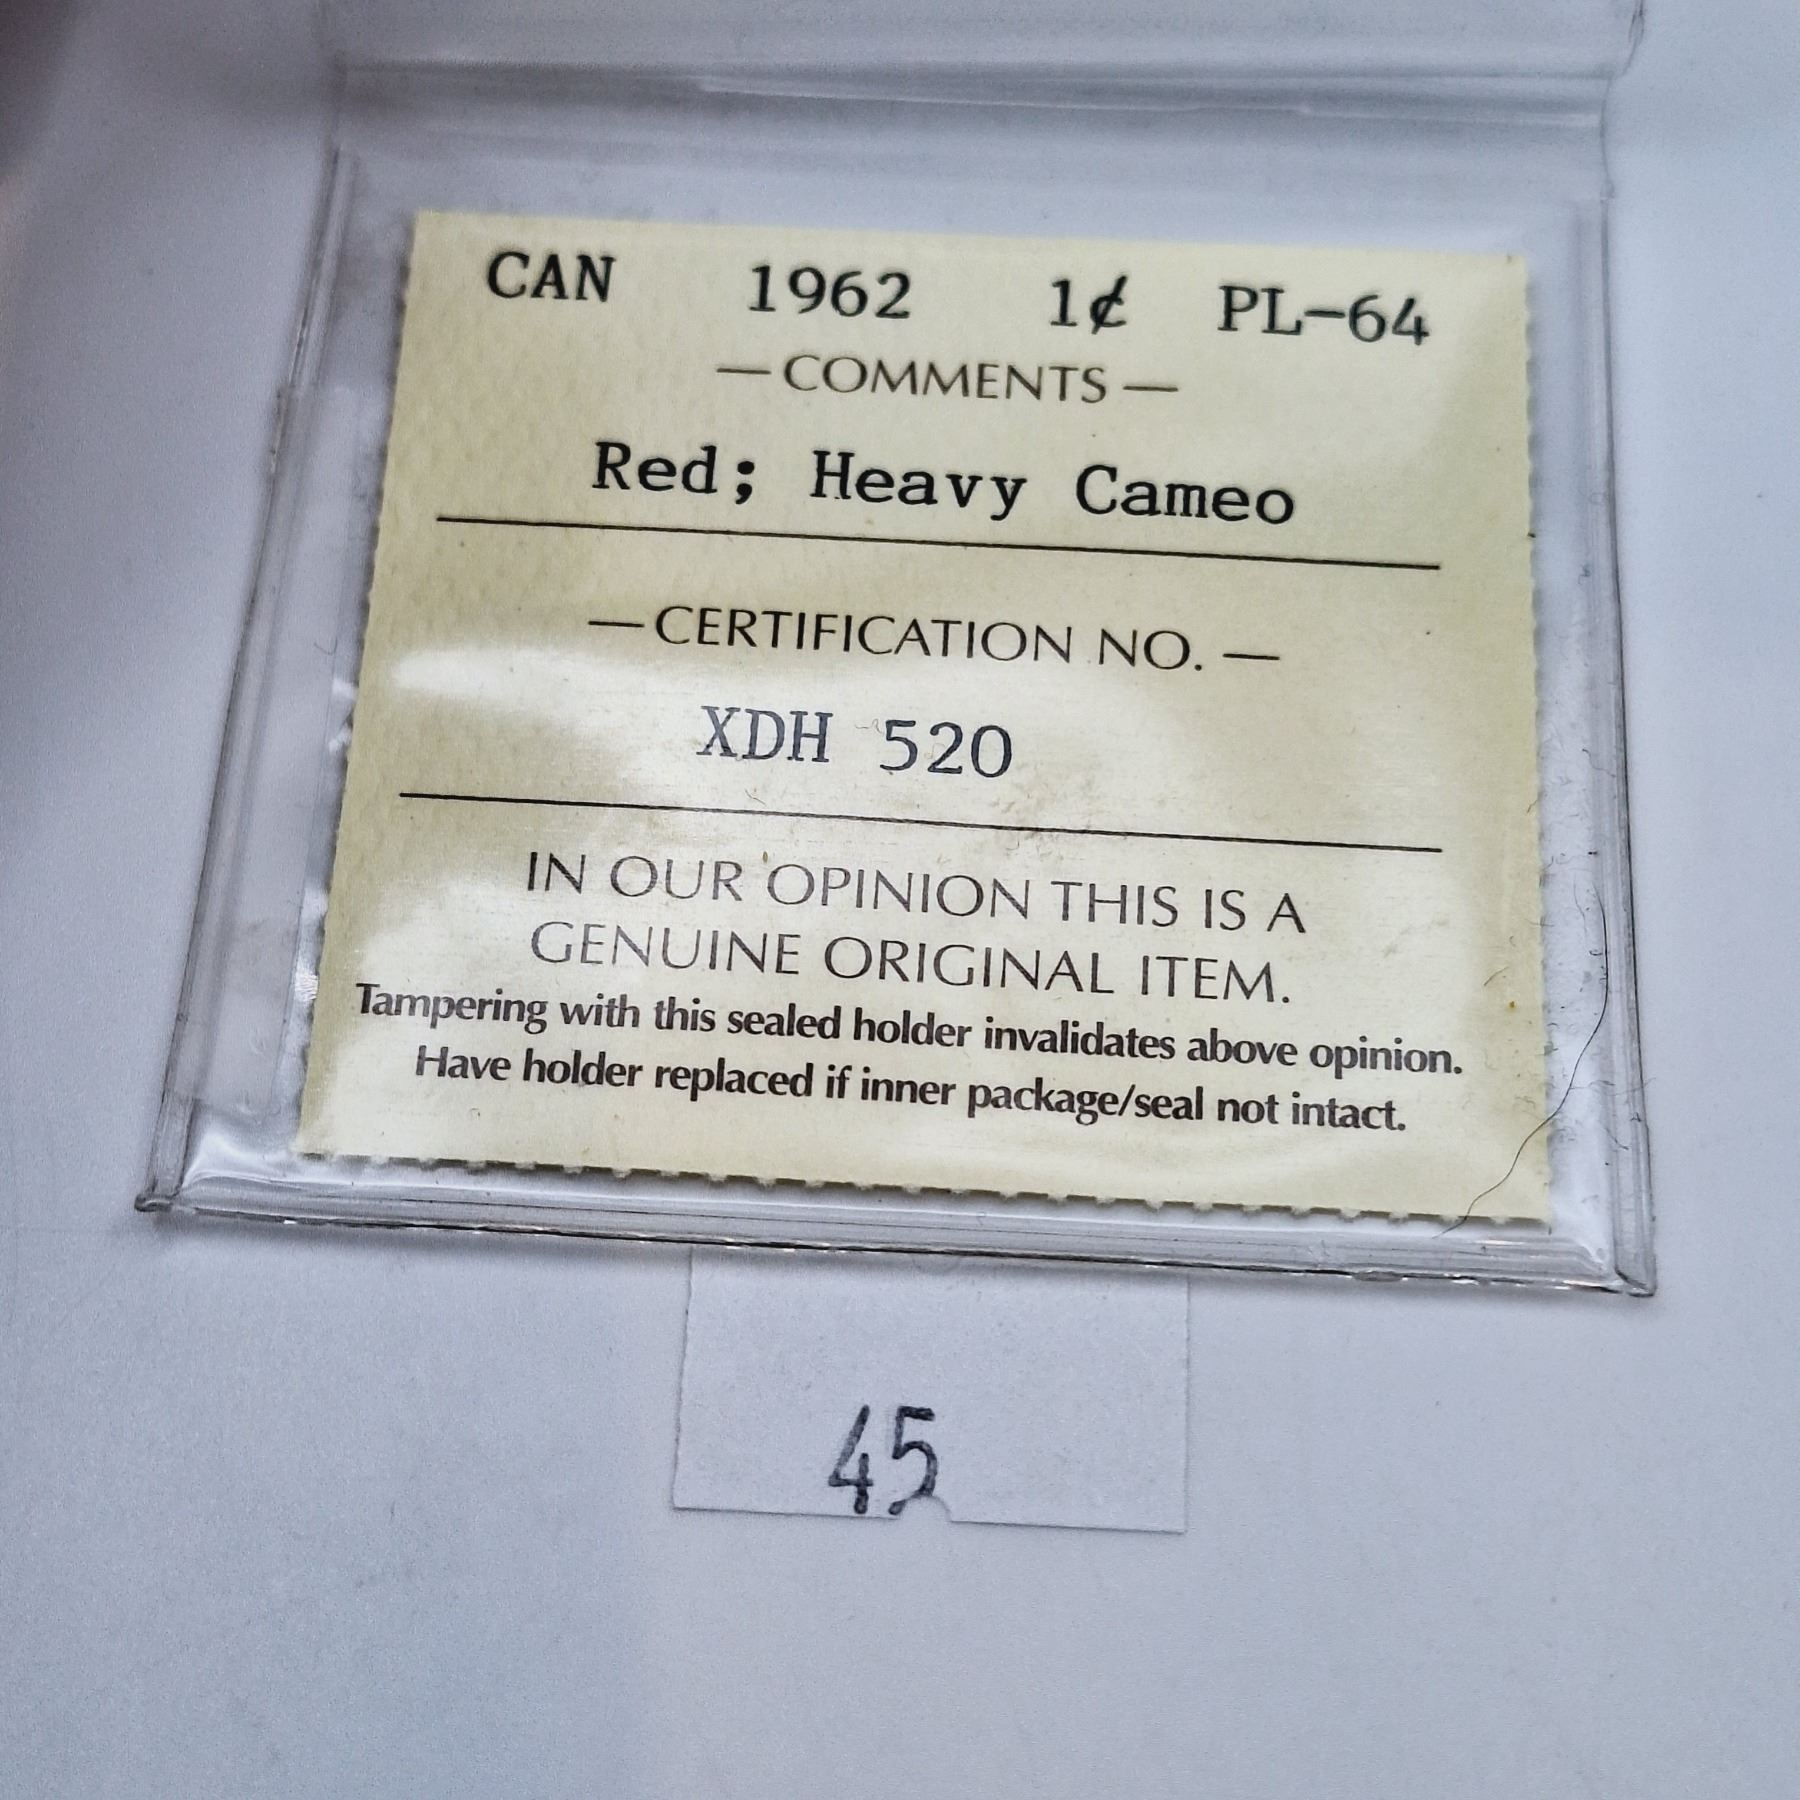 CAN 1962 1¢ PL-64
—COMMENTS—
Red; Heavy Cameo
—CERTIFICATION NO.—
XDH 520
IN OUR OPINION THIS IS A
GENUINE ORIGINAL ITEM.
Tampering with this sealed holder invalidates above opinion.
Have holder replaced if inner package/seal not intact.
45